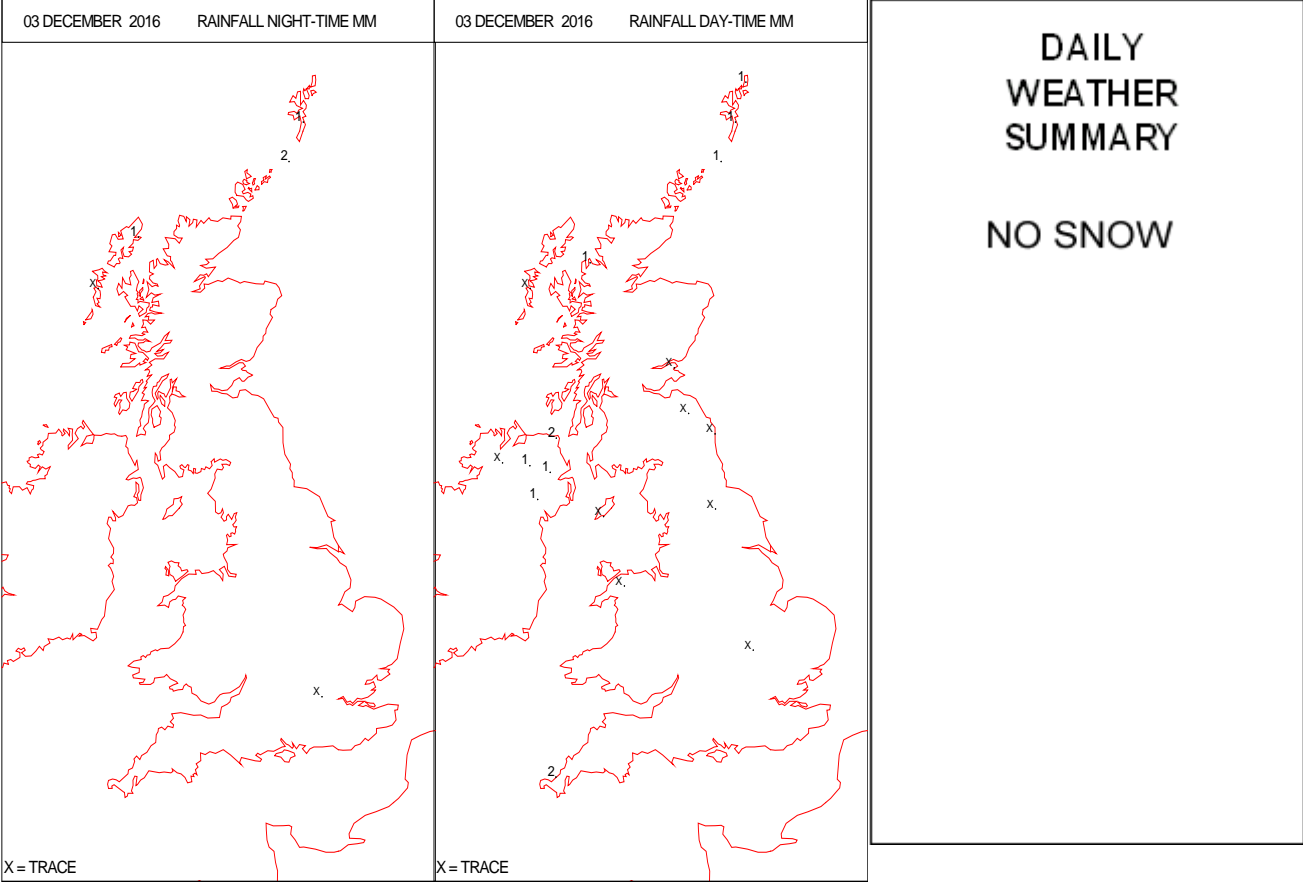 03 DECEMBER 2016 RAINFALL NIGHT-TIME MM
1.
2.
1.
X
X.
X = TRACE
03 DECEMBER 2016 RAINFALL DAY-TIME MM
1.
1.
1.
1.
X
X.
X.
X.
2.
X.
1.
1.
1.
X.
X.
X.
X.
2.
X = TRACE
DAILY
WEATHER
SUMMARY
NO SNOW